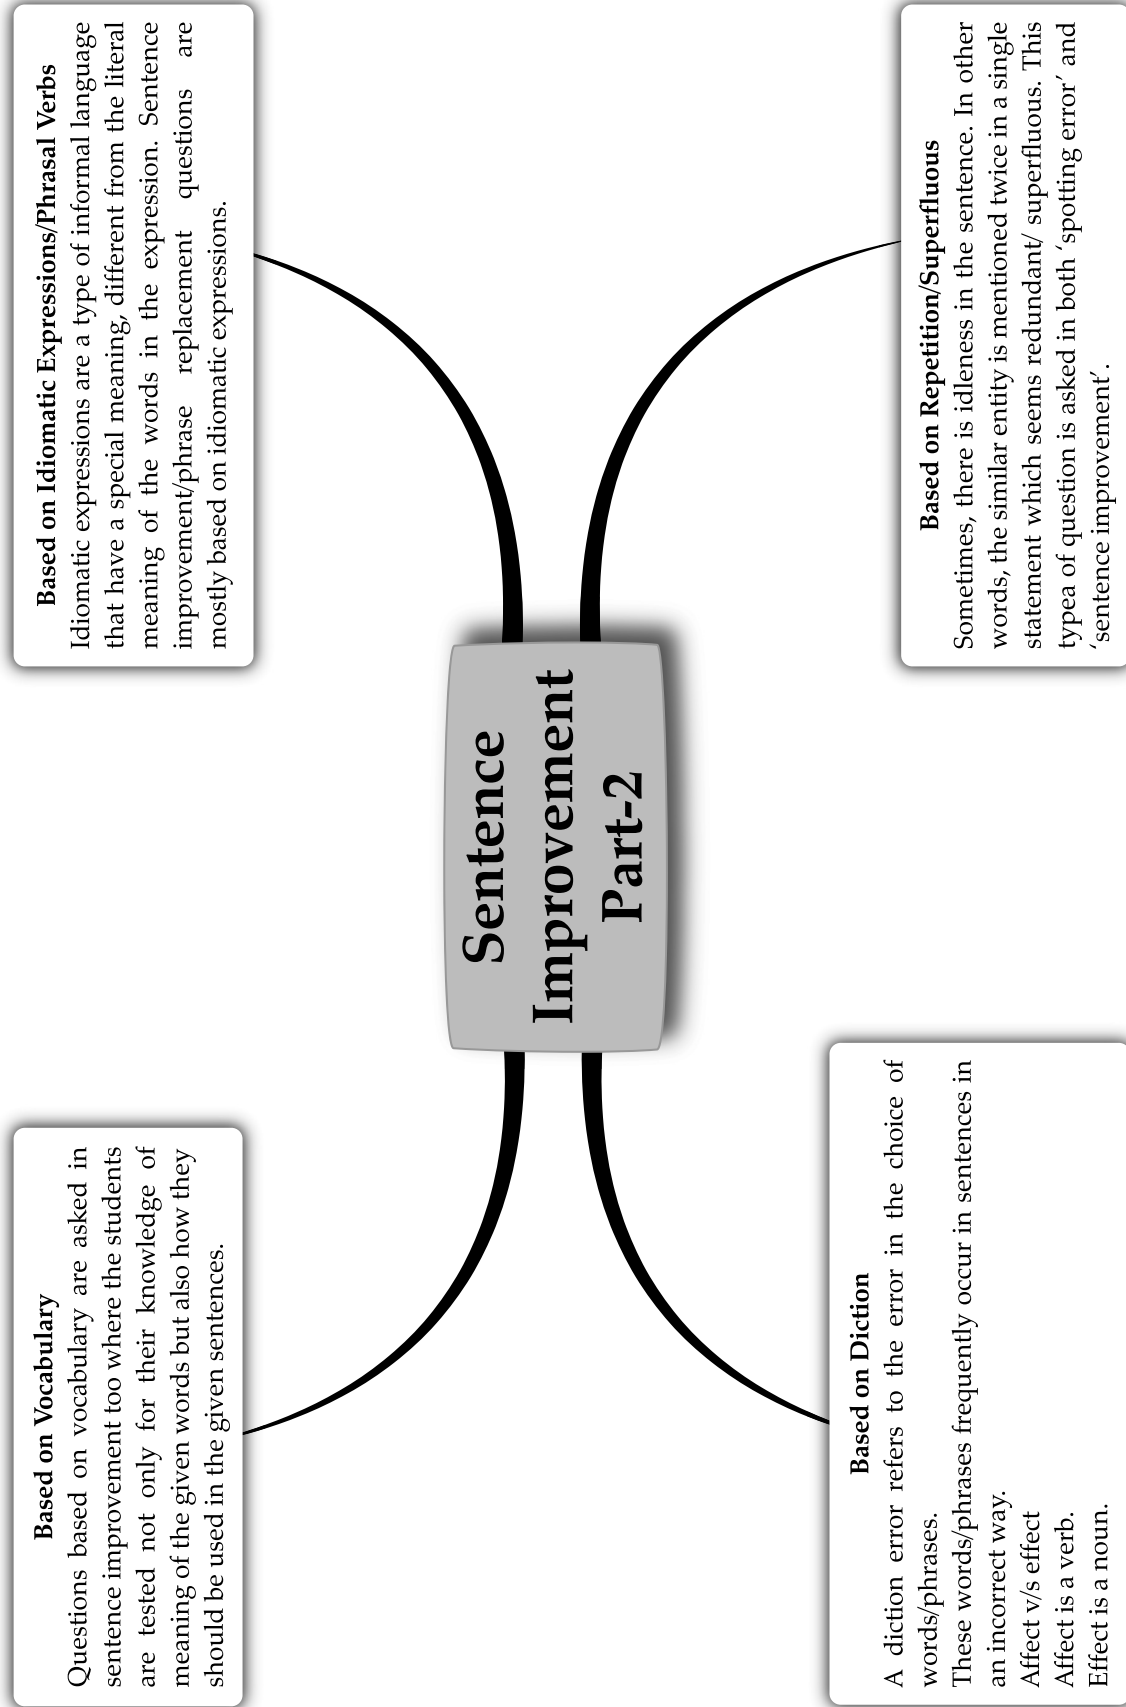 Sentence
Improvement
Part-2
Based on Vocabulary
Questions based on vocabulary are asked in
sentence improvement too where the students
are tested not only for their knowledge of
meaning of the given words but also how they
should be used in the given sentences.
Based on Idiomatic Expressions/Phrasal Verbs
Idiomatic expressions are a type of informal language
that have a special meaning, different from the literal
meaning of the words in the expression. Sentence
improvement/phrase replacement questions are
mostly based on idiomatic expressions.
Based on Diction
A diction error refers to the error in the choice of
words/phrases.
These words/phrases frequently occur in sentences in
an incorrect way.
Affect v/s effect
Affect is a verb.
Effect is a noun.
Based on Repetition/Superfluous
Sometimes, there is idleness in the sentence. In other
words, the similar entity is mentioned twice in a single
statement which seems redundant/ superfluous. This
typea of question is asked in both ‘spotting error’ and
‘sentence improvement’.